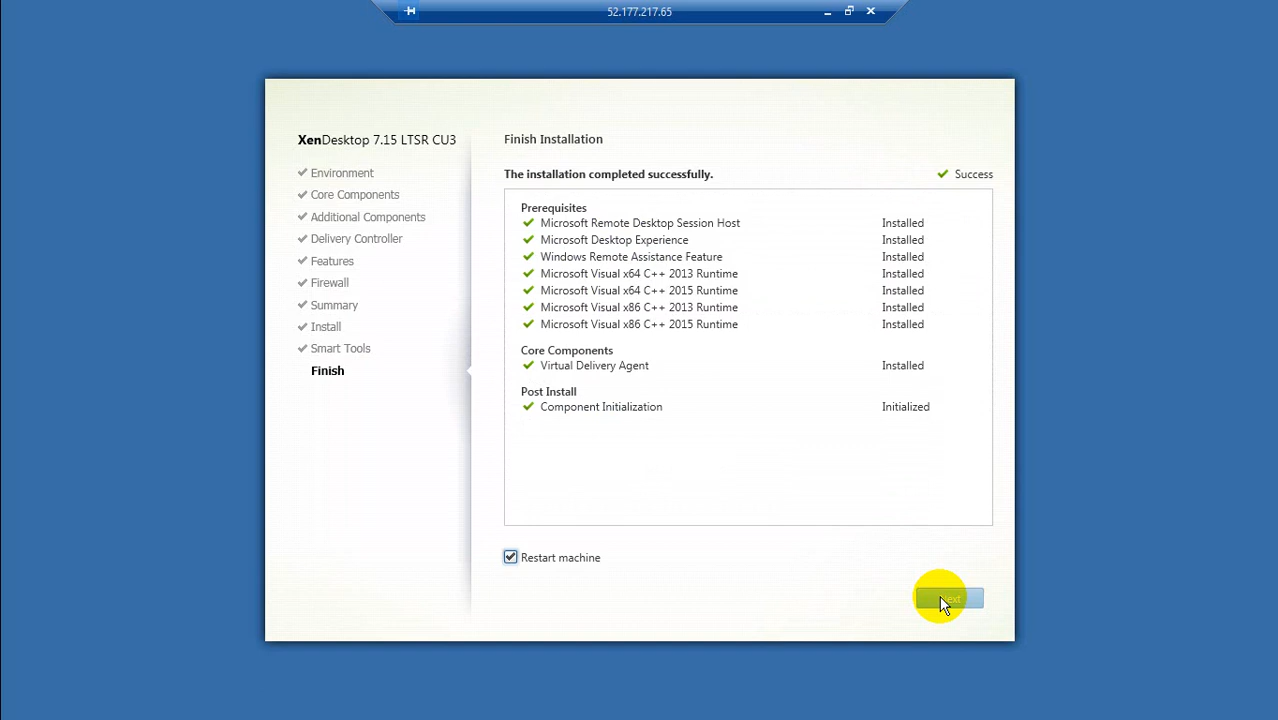 52.177.217.65
XenDesktop 7.15 LTSR CU3
Environment
Core Components
Additional Components
Delivery Controller
Features
Firewall
Summary
Install
Smart Tools
Finish
Finish Installation
The installation completed successfully.
Success
Prerequisites
Microsoft Remote Desktop Session Host Installed
Microsoft Desktop Experience Installed
Windows Remote Assistance Feature Installed
Microsoft Visual x64 C++ 2013 Runtime Installed
Microsoft Visual x64 C++ 2015 Runtime Installed
Microsoft Visual x86 C++ 2013 Runtime Installed
Microsoft Visual x86 C++ 2015 Runtime Installed
Core Components
Virtual Delivery Agent Installed
Post Install
Component Initialization Initialized
Restart machine